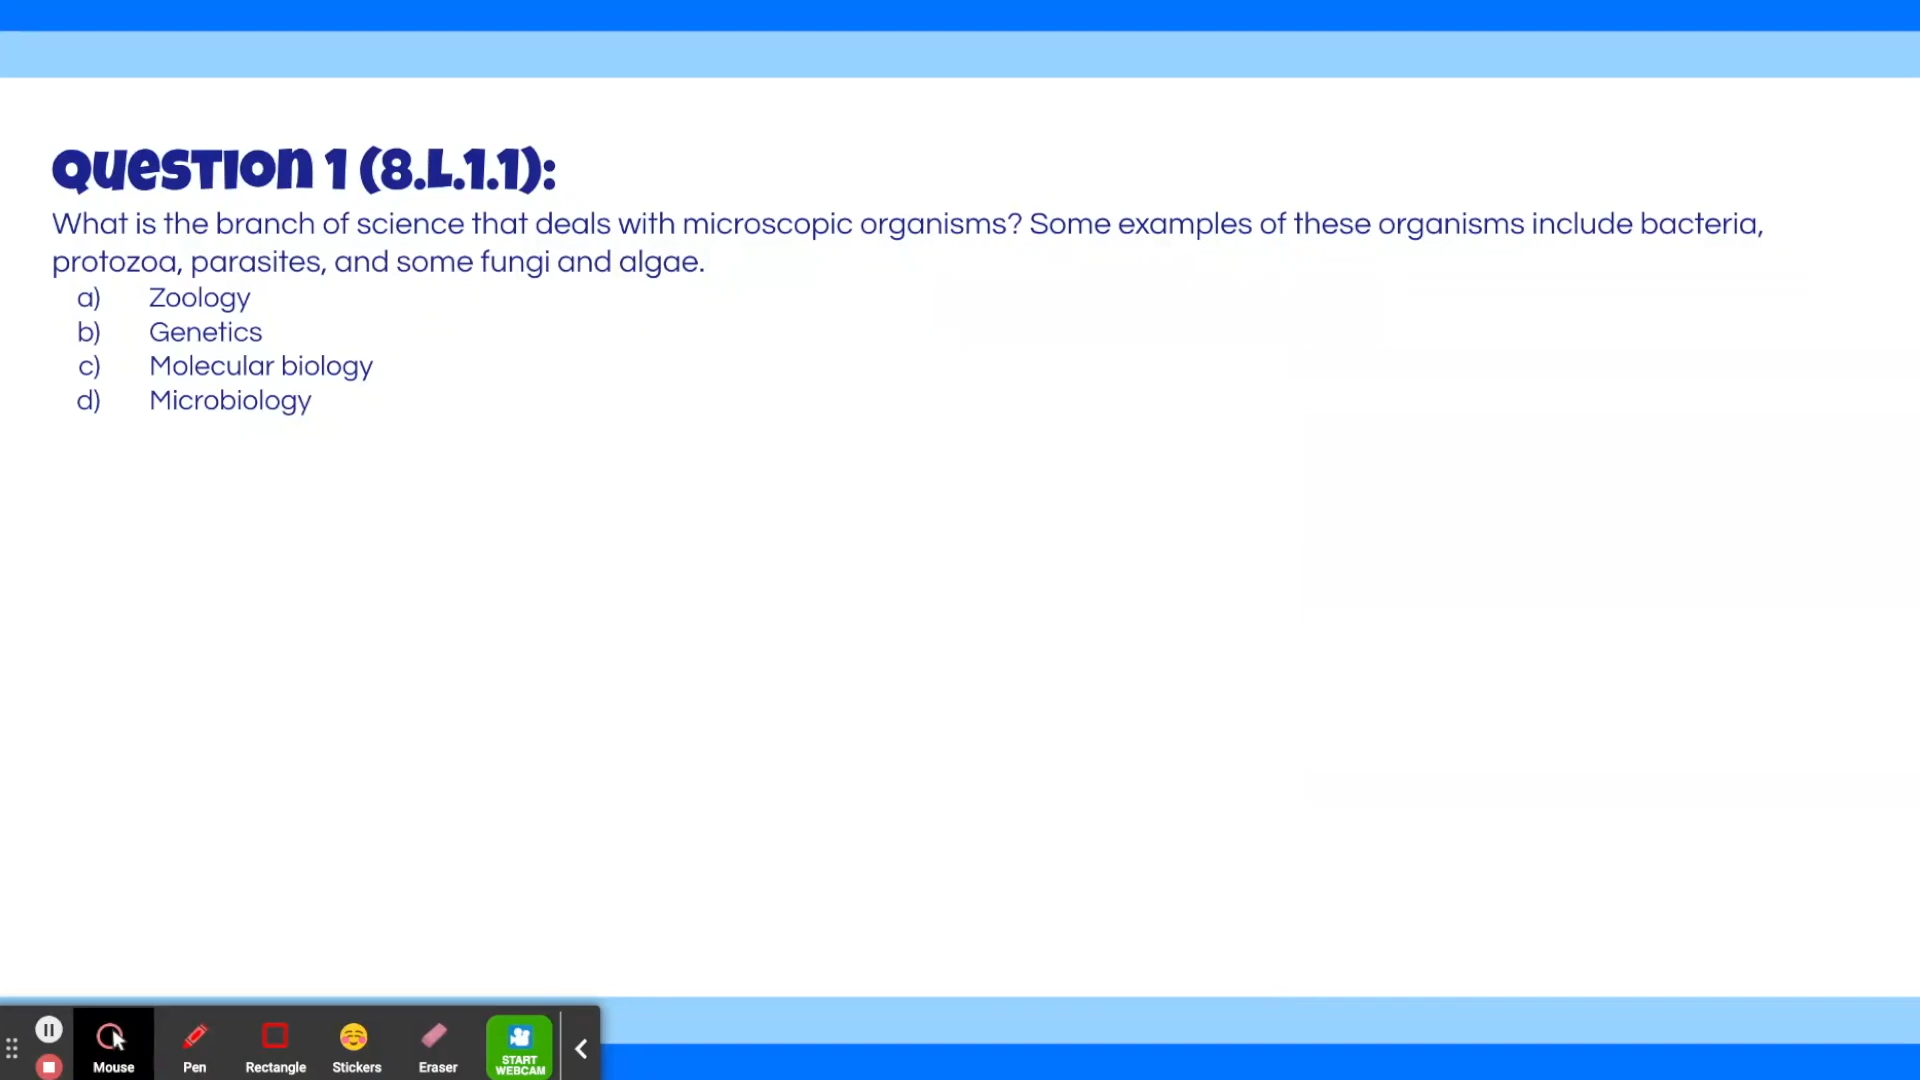 Question 1 (8.L.1.1):
What is the branch of science that deals with microscopic organisms? Some examples of these organisms include bacteria,
protozoa, parasites, and some fungi and algae.
a) Zoology
b) Genetics
c) Molecular biology
d) Microbiology
Mouse Pen Rectangle Stickers Eraser START
WEBCAM